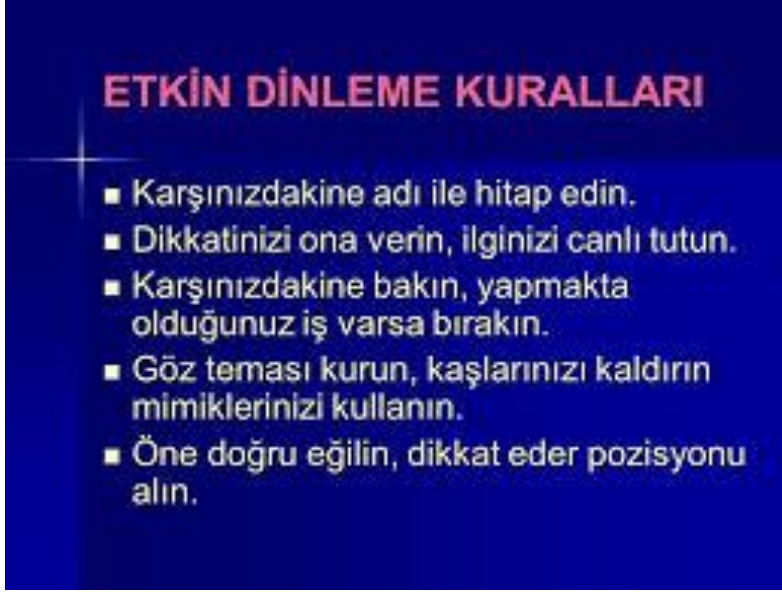 ETKİN DİNLEME KURALLARI
Karşınızdakine adı ile hitap edin.
Dikkatinizi ona verin, ilginizi canlı tutun.
Karşınızdakine bakın, yapmakta
olduğunuz iş varsa bırakın.
Göz teması kurun, kaşlarınızı kaldırın
mimiklerinizi kullanın.
Öne doğru eğilin, dikkat eder pozisyonu
alın.